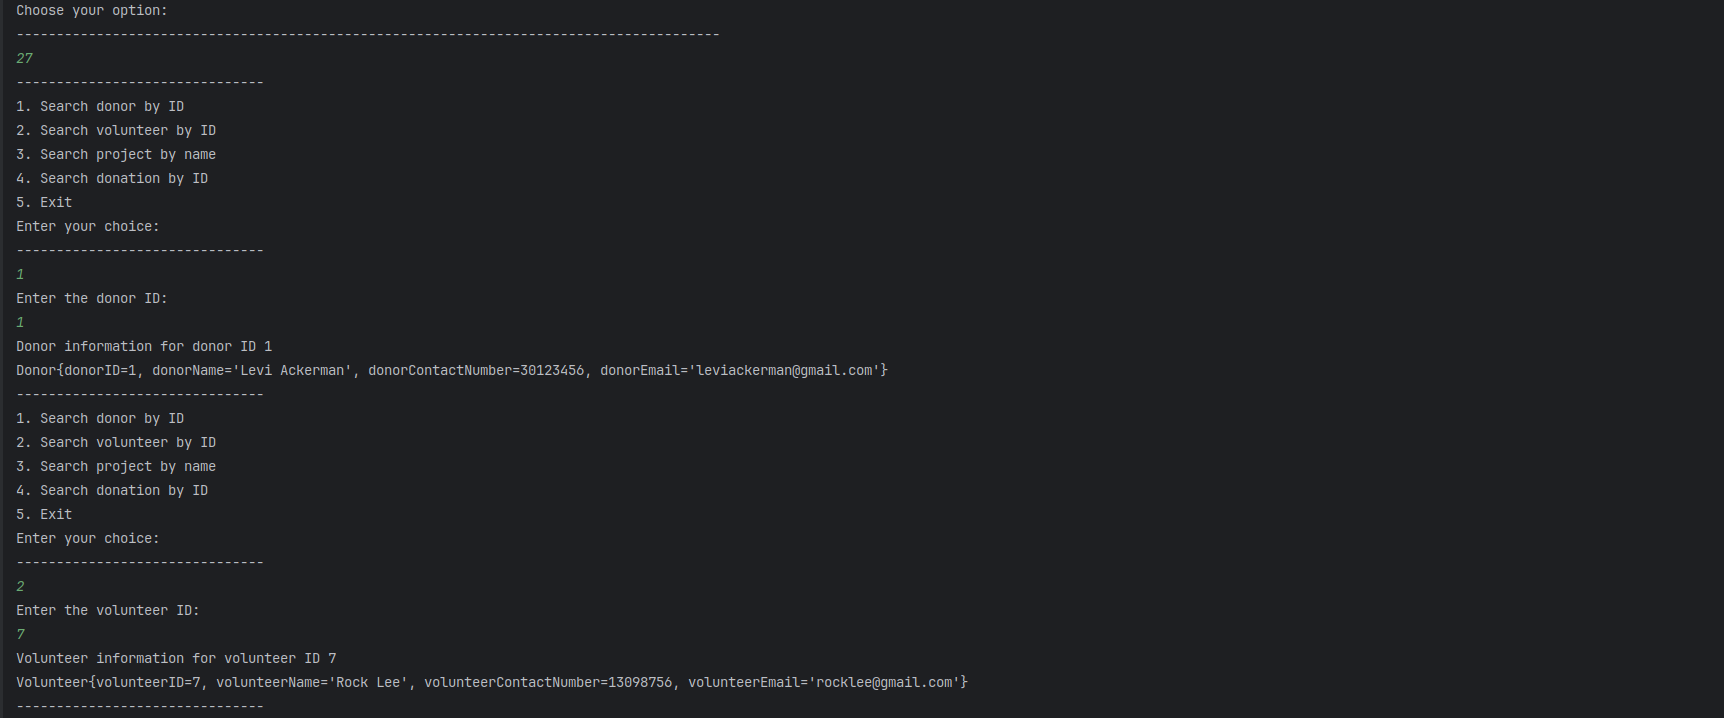 Choose your option:
----------------------------------------------------------------------------------------
27
-------------------------------
1. Search donor by ID
2. Search volunteer by ID
3. Search project by name
4. Search donation by ID
5. Exit
Enter your choice:
-------------------------------
1
Enter the donor ID:
1
Donor information for donor ID 1
Donor{donorID=1, donorName='Levi Ackerman', donorContactNumber=30123456, donorEmail='leviackerman@gmail.com'}
-------------------------------
1. Search donor by ID
2. Search volunteer by ID
3. Search project by name
4. Search donation by ID
5. Exit
Enter your choice:
-------------------------------
2
Enter the volunteer ID:
7
Volunteer information for volunteer ID 7
Volunteer{volunteerID=7, volunteerName='Rock Lee', volunteerContactNumber=13098756, volunteerEmail='rocklee@gmail.com'}
-------------------------------